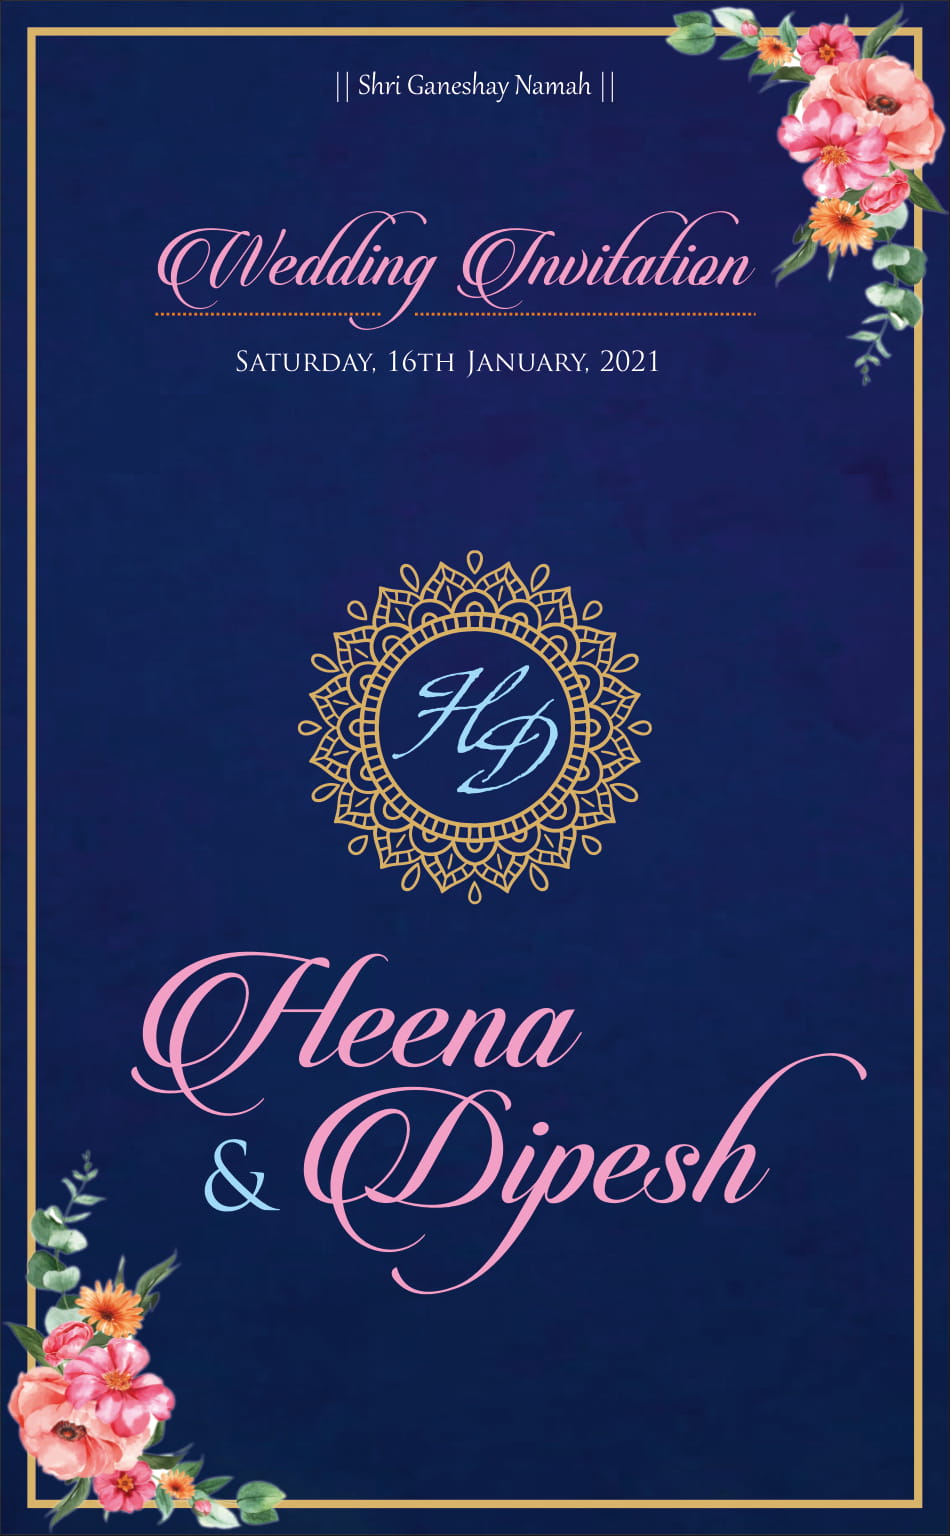 || Shri Ganeshay Namah ||
Wedding Invitation
Saturday, 16th January, 2021
HD
Heena
& Dipesh